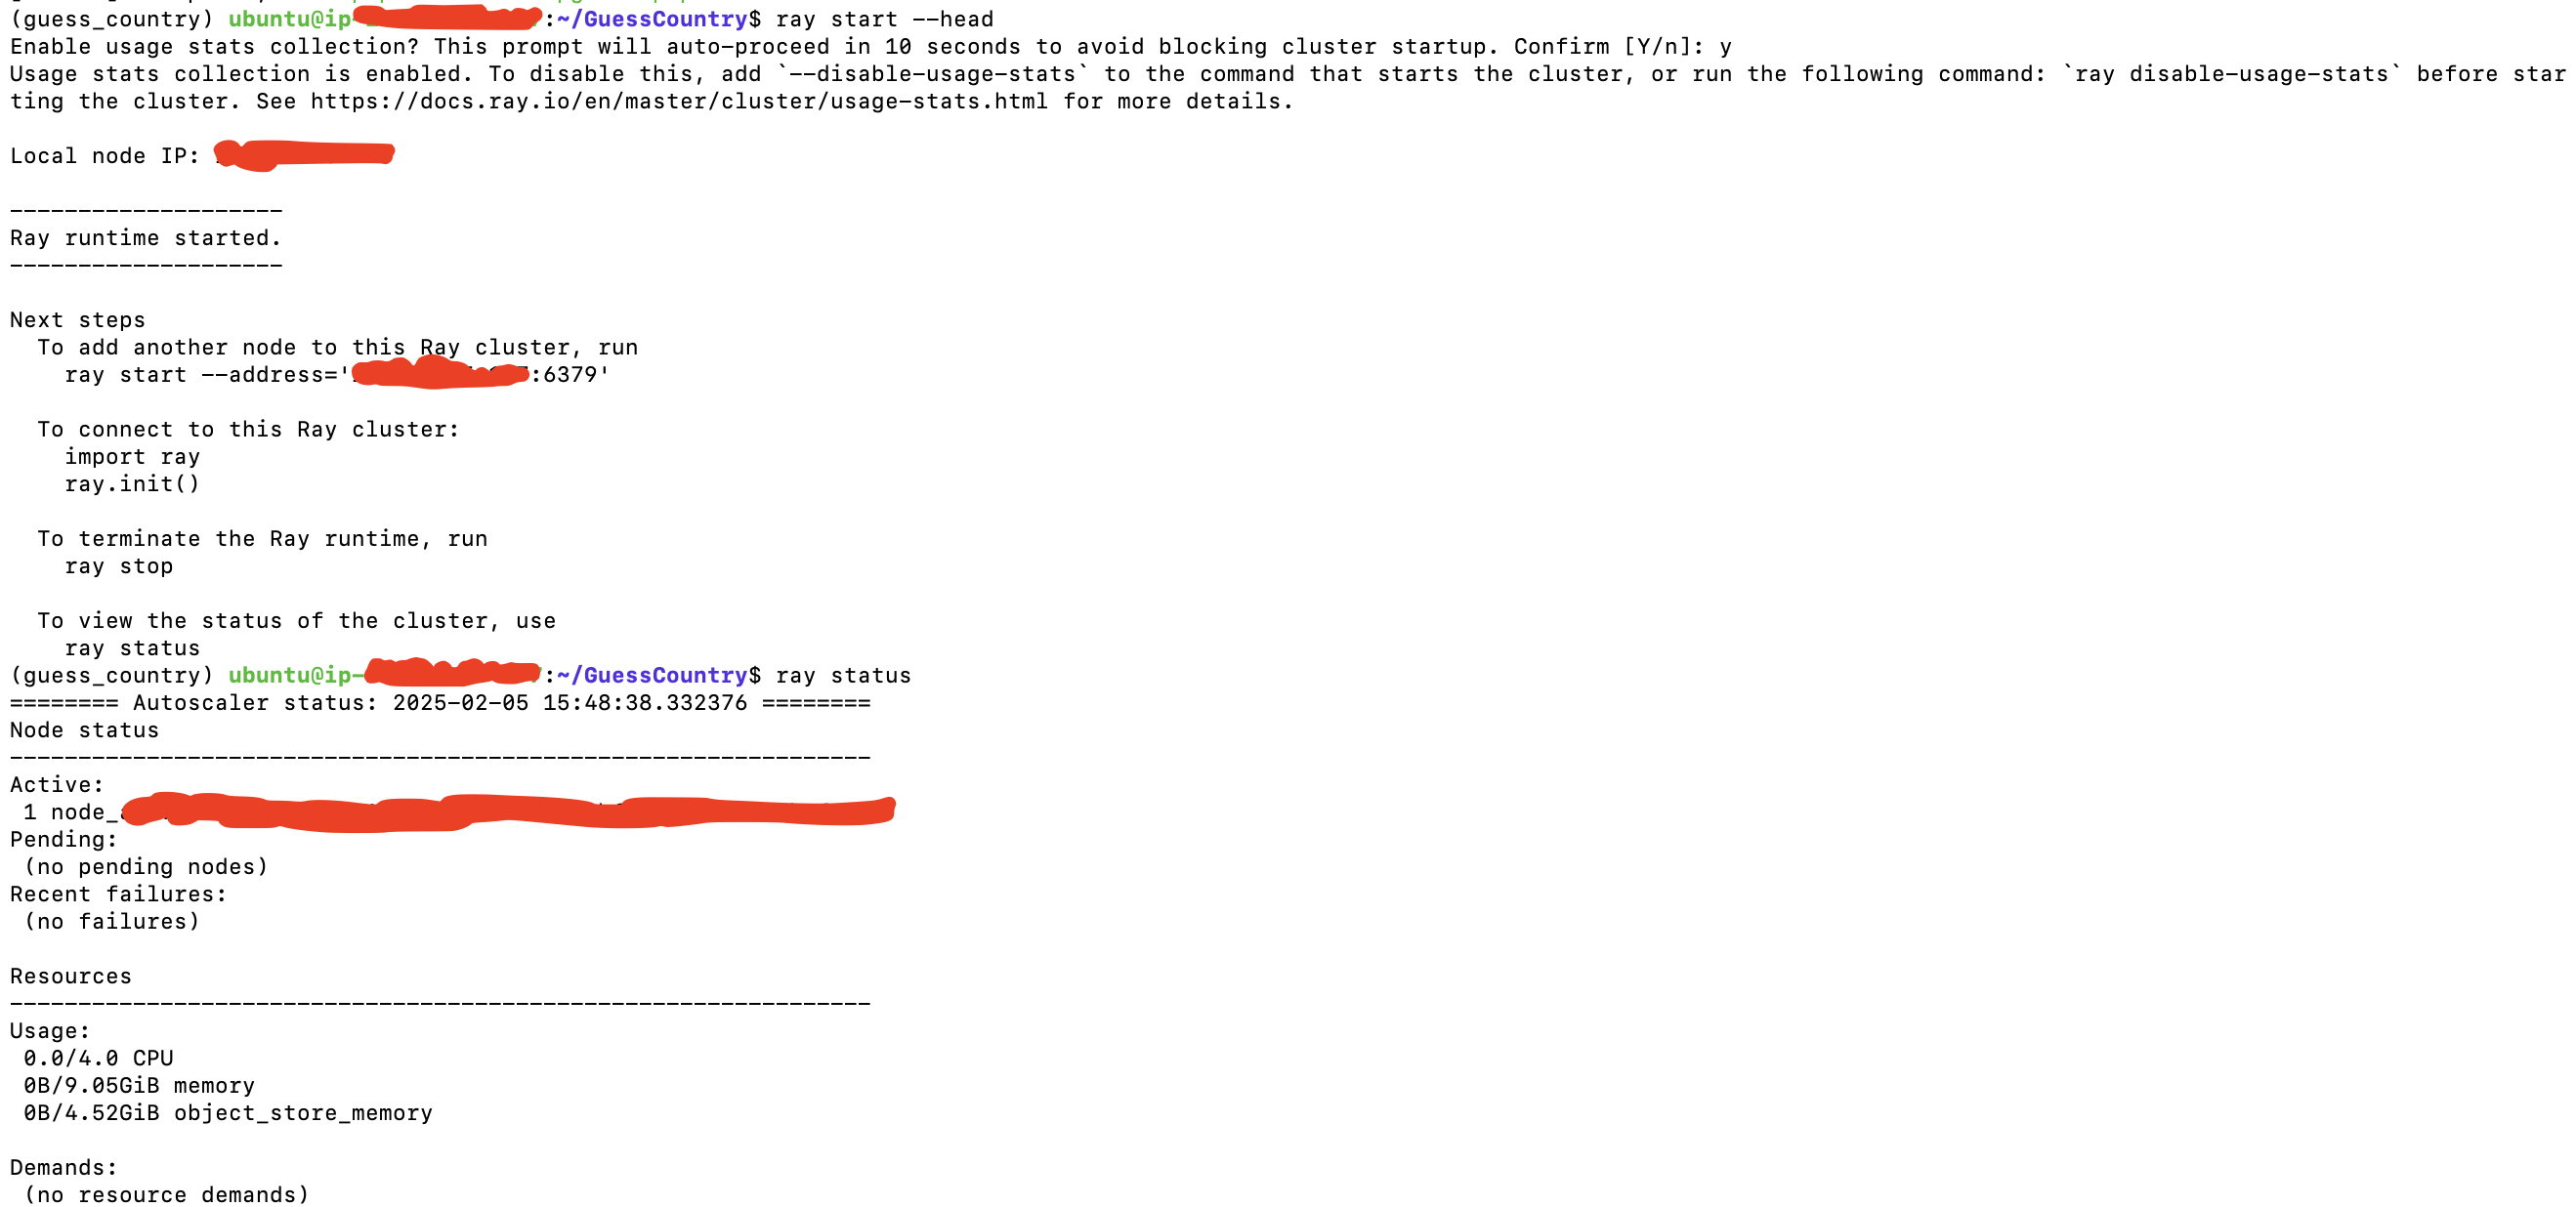 (guess_country) ubuntu@ip :~/GuessCountry$ ray start --head
Enable usage stats collection? This prompt will auto-proceed in 10 seconds to avoid blocking cluster startup. Confirm [Y/n]: y
Usage stats collection is enabled. To disable this, add `--disable-usage-stats` to the command that starts the cluster, or run the following command: `ray disable-usage-stats` before star
ting the cluster. See https://docs.ray.io/en/master/cluster/usage-stats.html for more details.
Local node IP:
--------------------
Ray runtime started.
--------------------
Next steps
To add another node to this Ray cluster, run
ray start --address=' :6379'
To connect to this Ray cluster:
import ray
ray.init()
To terminate the Ray runtime, run
ray stop
To view the status of the cluster, use
ray status
(guess_country) ubuntu@ip- :~/GuessCountry$ ray status
======== Autoscaler status: 2025-02-05 15:48:38.332376 ========
Node status
---------------------------------------------------------------
Active:
1 node_
Pending:
(no pending nodes)
Recent failures:
(no failures)
Resources
---------------------------------------------------------------
Usage:
0.0/4.0 CPU
0B/9.05GiB memory
0B/4.52GiB object_store_memory
Demands:
(no resource demands)